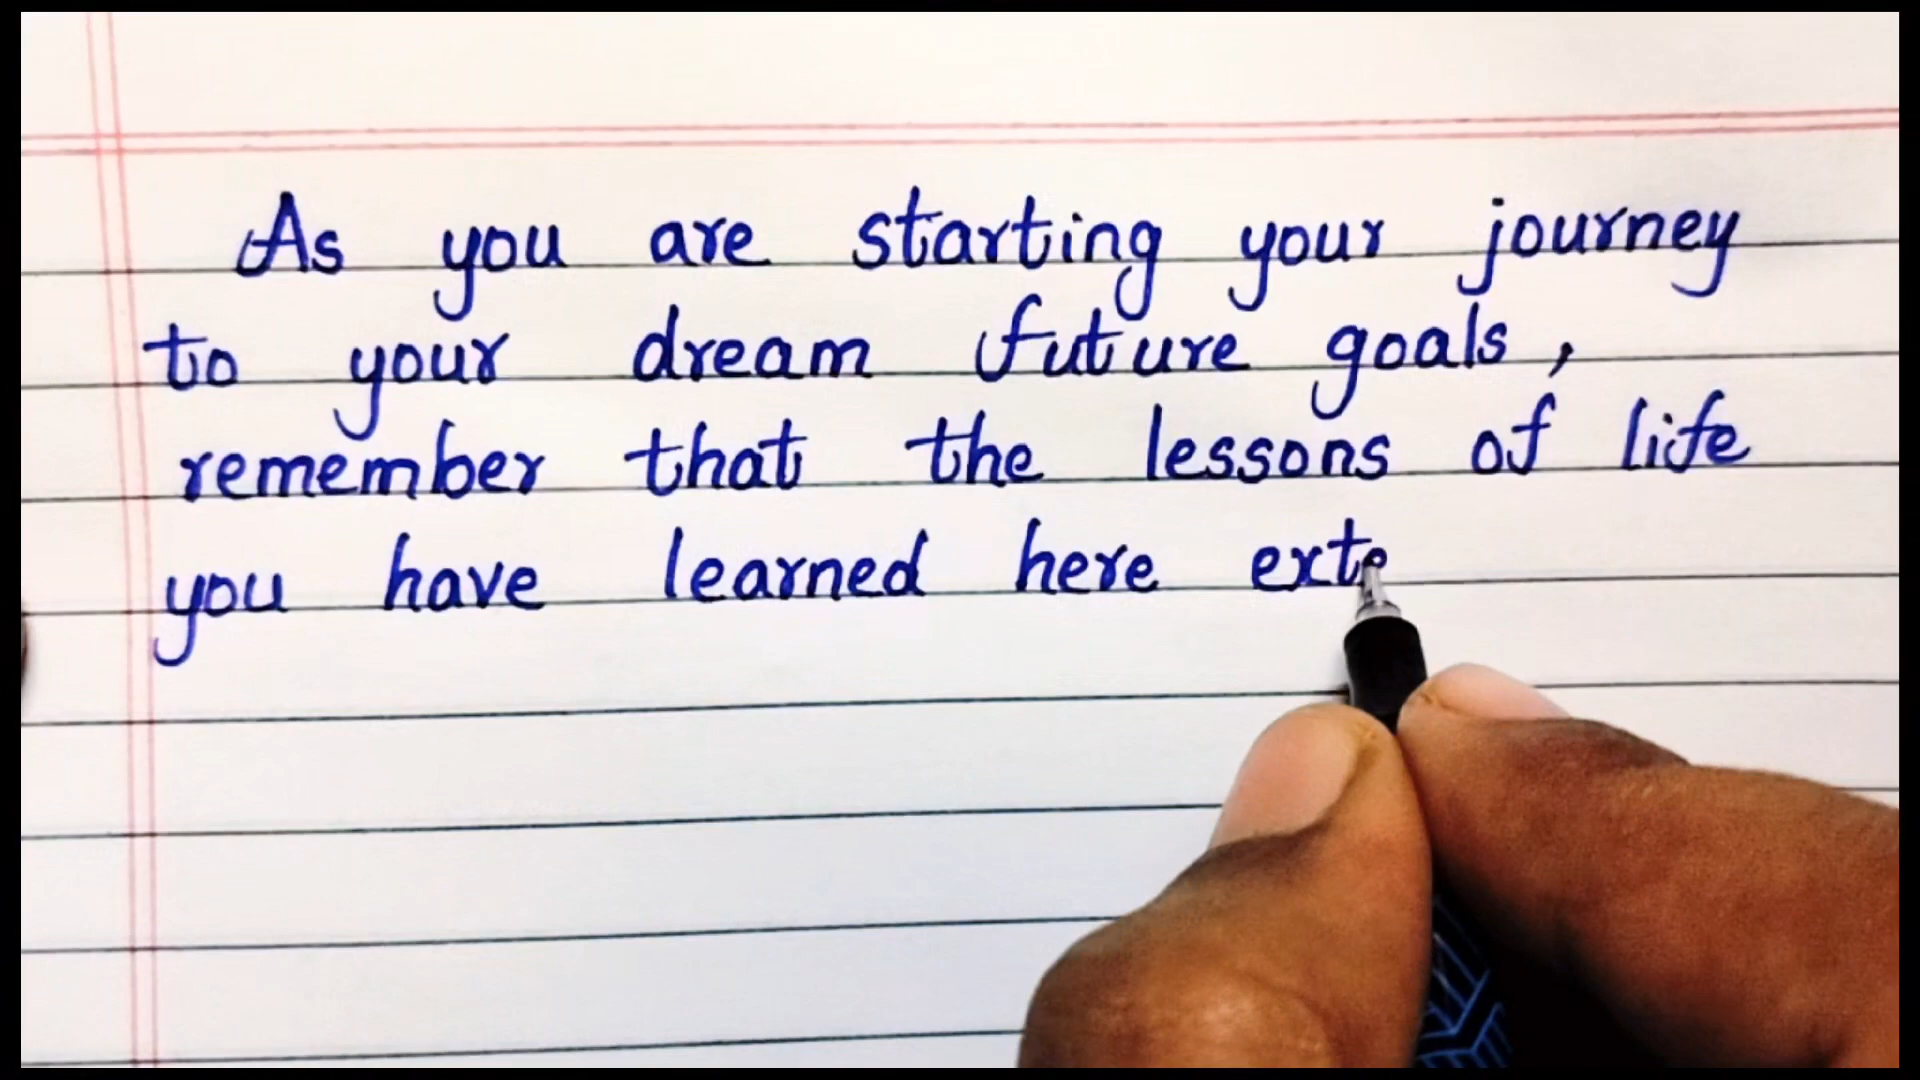 As you are starting your journey
to your dream future goals,
remember that the lessons of life
you have learned here exte